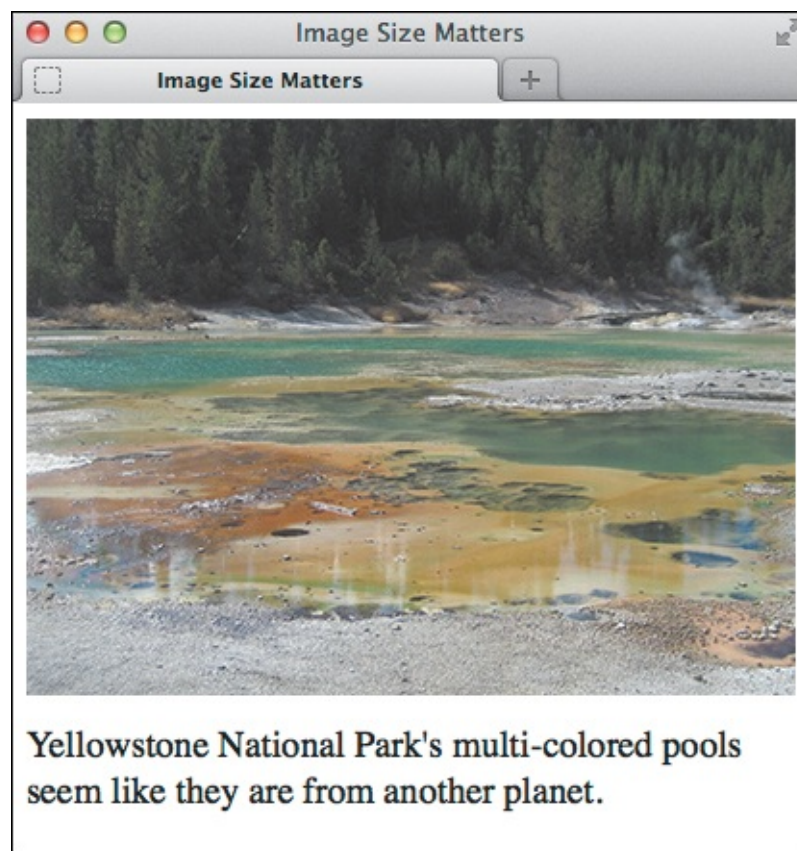 Image Size Matters
Image Size Matters
Yellowstone National Park's multi-colored pools
seem like they are from another planet.